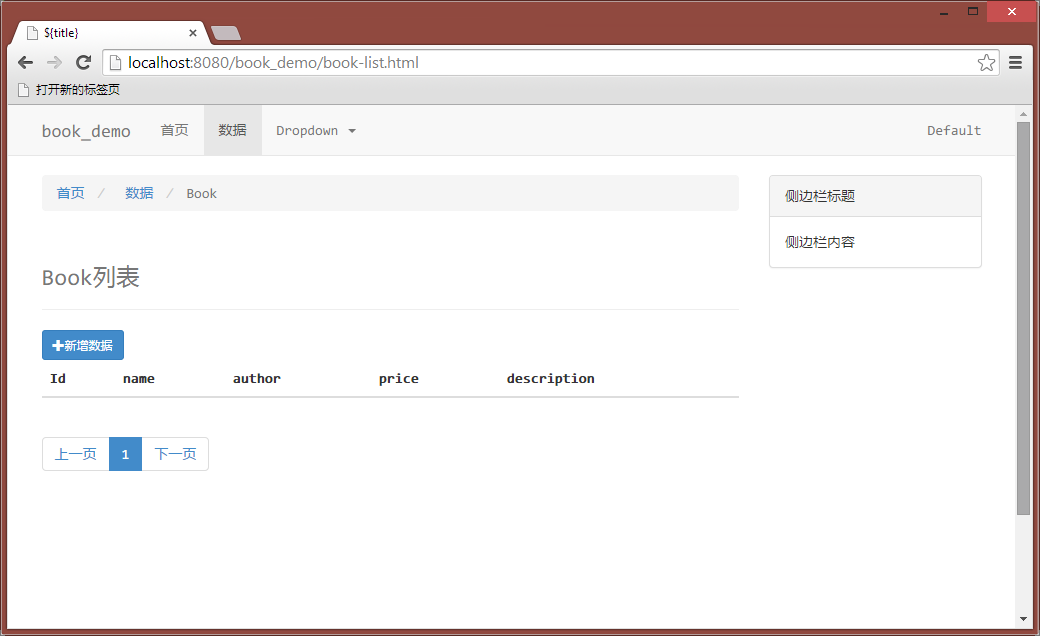 ${title}
localhost:8080/book_demo/book-list.html
打开新的标签页
book_demo 首页 数据 Dropdown Default
首页 / 数据 / Book
侧边栏标题
侧边栏内容
Book列表
新增数据
Id name author price description
上一页 1 下一页